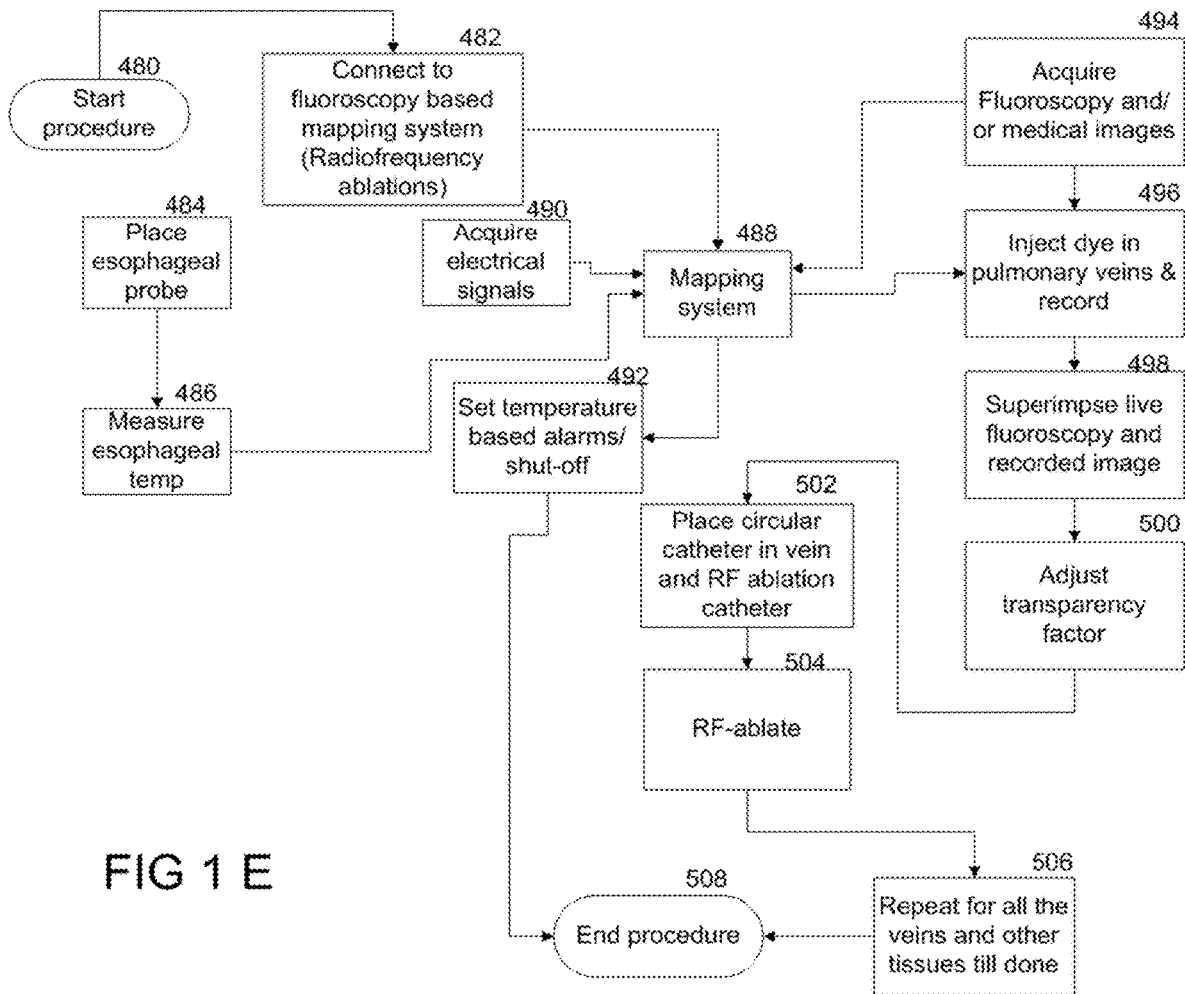 480
Start
procedure
482
Connect to
fluoroscopy based
mapping system
(Radiofrequency
ablations)
494
Acquire
Fluoroscopy and/
or medical images
484
Place
esophageal
probe
490
Acquire
electrical
signals
488
Mapping
system
496
Inject dye in
pulmonary veins &
record
486
Measure
esophageal
temp
492
Set temperature
based alarms/
shut-off
498
Superimpse live
fluoroscopy and
recorded image
502
Place circular
catheter in vein
and RF ablation
catheter
500
Adjust
transparency
factor
504
RF-ablate
FIG 1 E
508
End procedure
506
Repeat for all the
veins and other
tissues till done